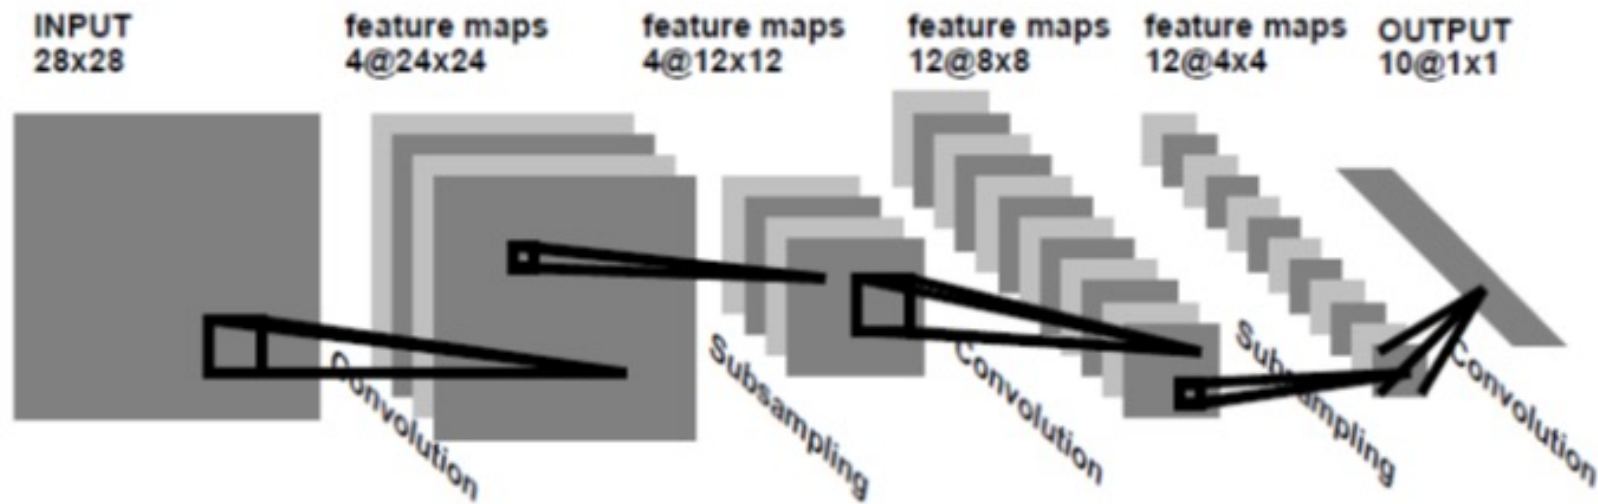 INPUT
28x28
feature maps
4@24x24
feature maps
4@12x12
feature maps
12@8x8
feature maps
12@4x4
OUTPUT
10@1x1
Convolution
Subsampling
Convolution
Subsampling
Convolution